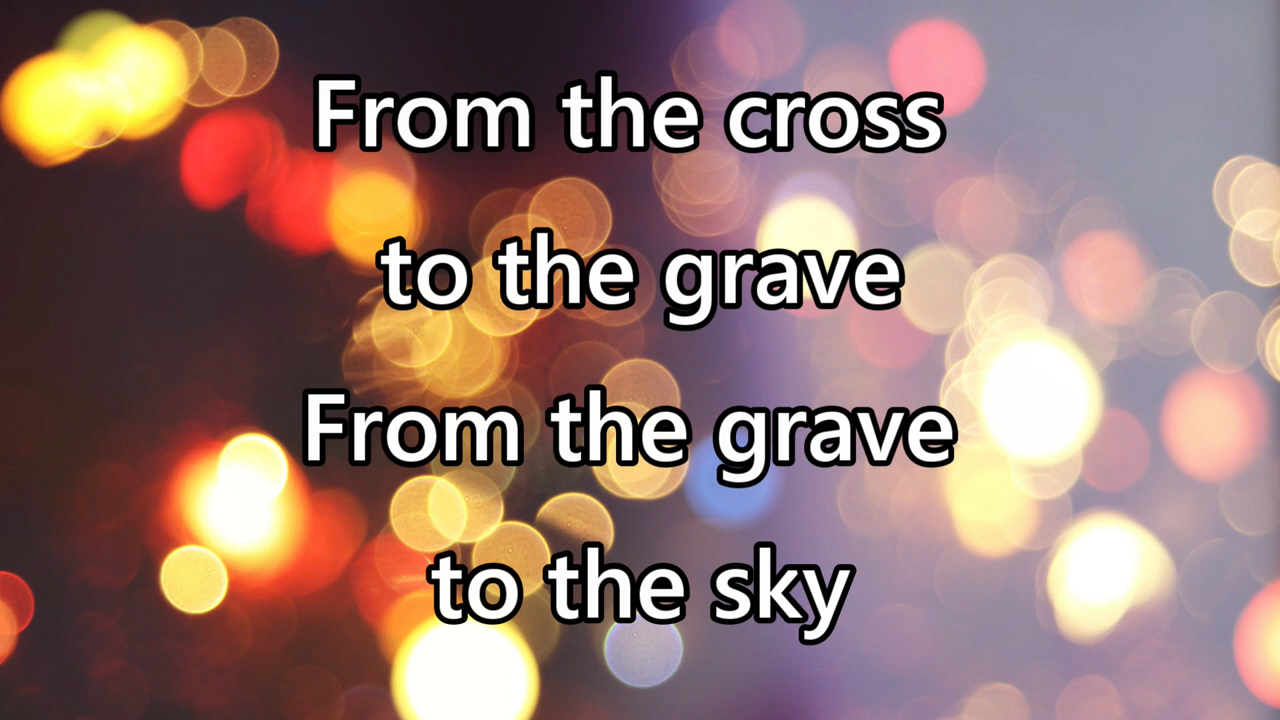 From the cross
to the grave
From the grave
to the sky